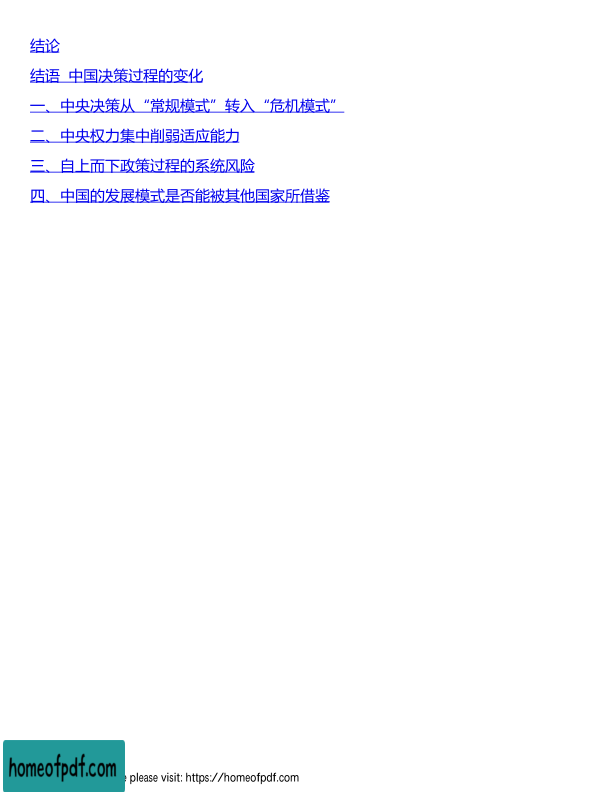 结论
结语 中国决策过程的变化
一、中央决策从“常规模式”转入“危机模式”
二、中央权力集中削弱适应能力
三、自上而下政策过程的系统风险
四、中国的发展模式是否能被其他国家所借鉴
homeofpdf.com
please visit: https://homeofpdf.com